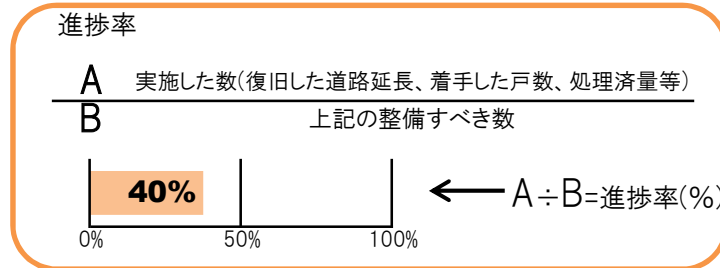 進捗率
A 実施した数(復旧した道路延長、着手した戸数、処理済量等)
B 上記の整備すべき数
40% A÷B=進捗率(%)
0% 50% 100%